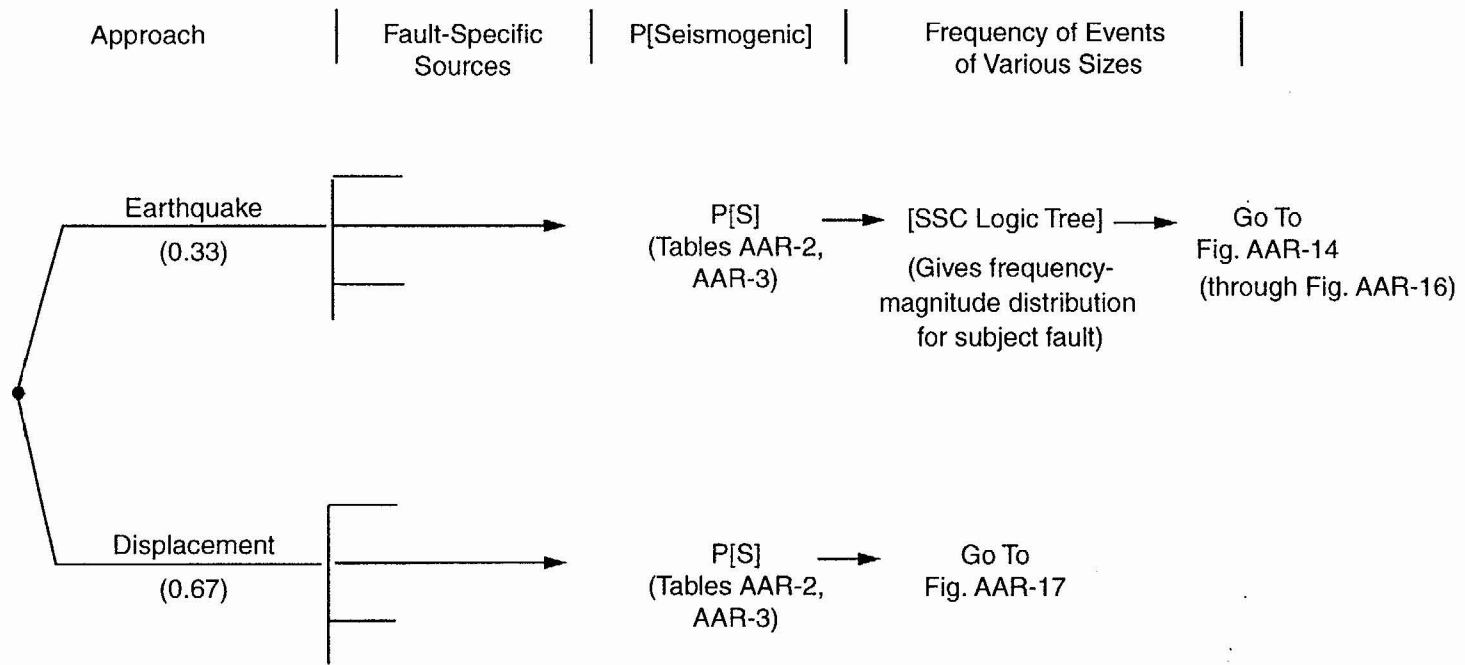 Approach
Fault-Specific
Sources
P[Seismogenic]
Frequency of Events
of Various Sizes
Earthquake
(0.33)
P[S]
(Tables AAR-2,
AAR-3)
[SSC Logic Tree]
(Gives frequency-
magnitude distribution
for subject fault)
Go To
Fig. AAR-14
(through Fig. AAR-16)
Displacement
(0.67)
P[S]
(Tables AAR-2,
AAR-3)
Go To
Fig. AAR-17